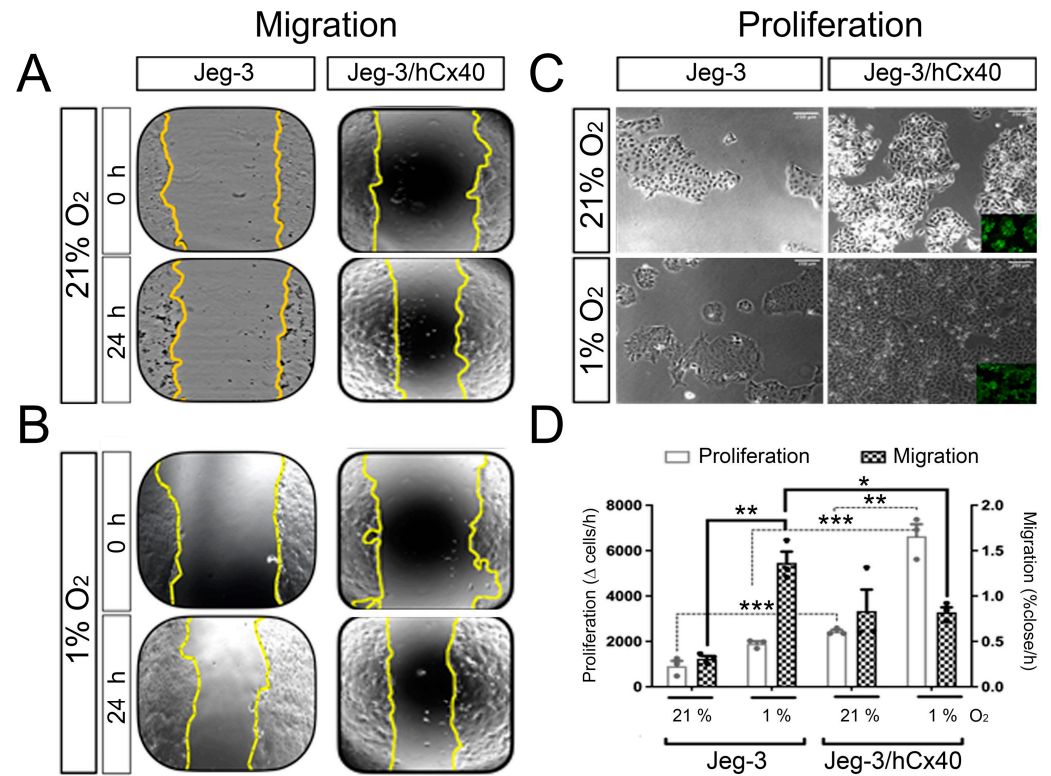 Migration
Proliferation
A
Jeg-3
Jeg-3/hCx40
C
Jeg-3
Jeg-3/hCx40
21% O2
0 h
24 h
21% O2
1% O2
B
1% O2
0 h
24 h
D
Proliferation
Migration
*
**
**
***
***
Proliferation (Δ cells/h)
8000
6000
4000
2000
0
2.0
1.5
1.0
0.5
0.0
Migration (%close/h)
21 %
1 %
21 %
1 %
O2
Jeg-3
Jeg-3/hCx40